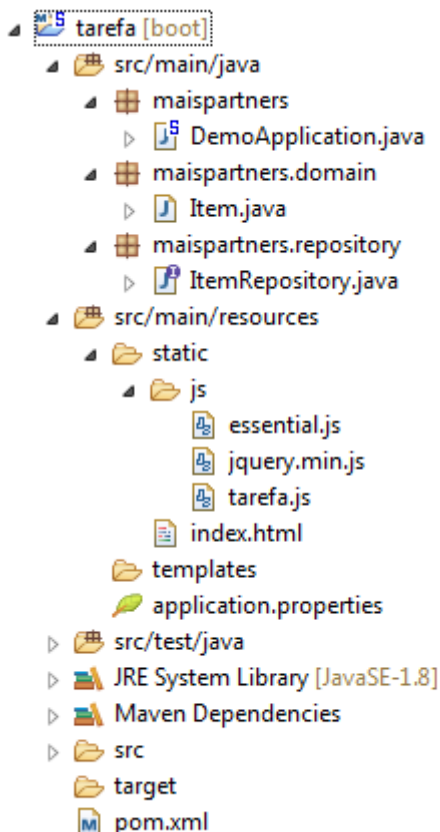 tarefa [boot]
src/main/java
maispartners
DemoApplication.java
maispartners.domain
Item.java
maispartners.repository
ItemRepository.java
src/main/resources
static
js
essential.js
jquery.min.js
tarefa.js
index.html
templates
application.properties
src/test/java
JRE System Library [JavaSE-1.8]
Maven Dependencies
src
target
pom.xml